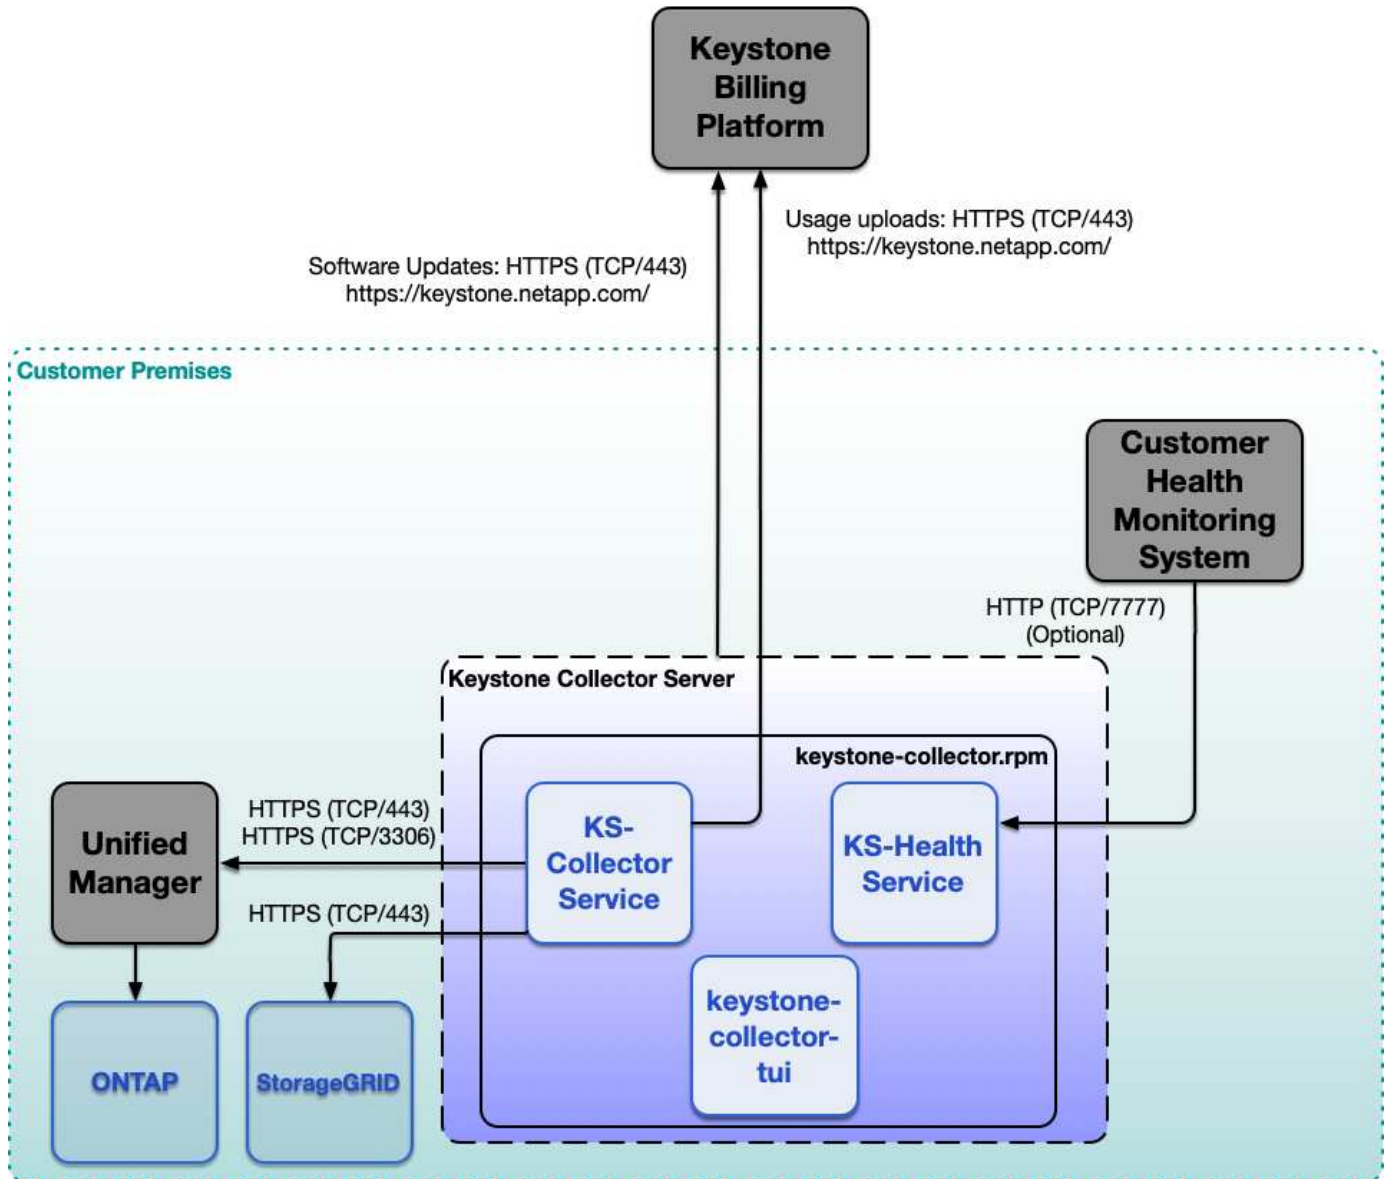 Keystone
Billing
Platform
Usage uploads: HTTPS (TCP/443)
https://keystone.netapp.com/
Software Updates: HTTPS (TCP/443)
https://keystone.netapp.com/
Customer Premises
Customer
Health
Monitoring
System
HTTP (TCP/7777)
(Optional)
Keystone Collector Server
keystone-collector.rpm
Unified
Manager
HTTPS (TCP/443)
HTTPS (TCP/3306)
HTTPS (TCP/443)
KS-
Collector
Service
KS-Health
Service
keystone-
collector-
tui
ONTAP
StorageGRID